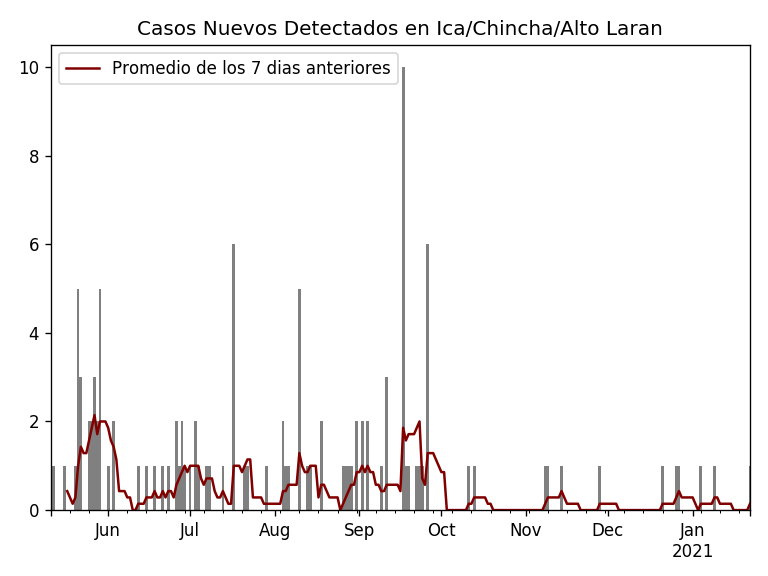 Casos Nuevos Detectados en Ica/Chincha/Alto Laran
Promedio de los 7 dias anteriores
10
8
6
4
2
0
Jun Jul Aug Sep Oct Nov Dec Jan
2021